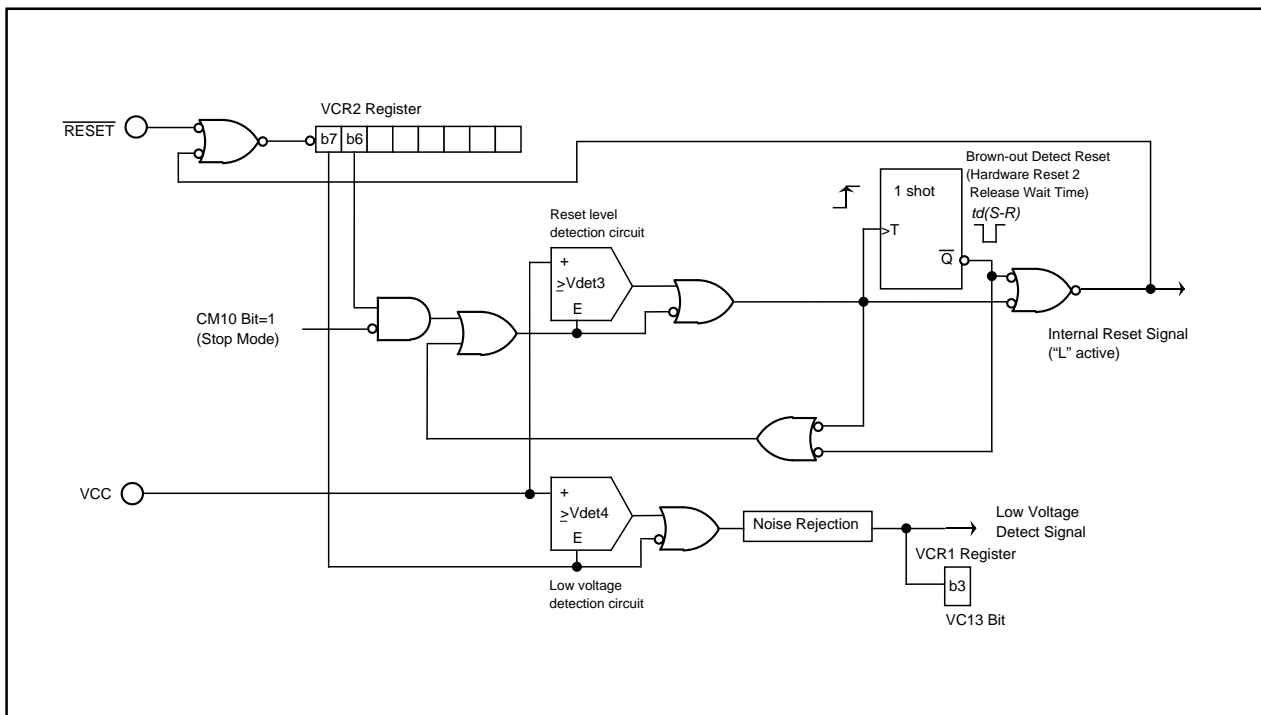 VCR2 Register
RESET
b7 b6
Brown-out Detect Reset
(Hardware Reset 2
Release Wait Time)
td(S-R)
1 shot
>T
Q
Reset level
detection circuit
+
≥Vdet3
E
CM10 Bit=1
(Stop Mode)
Internal Reset Signal
(“L” active)
VCC
+
≥Vdet4
E
Low voltage
detection circuit
Noise Rejection
Low Voltage
Detect Signal
VCR1 Register
b3
VC13 Bit